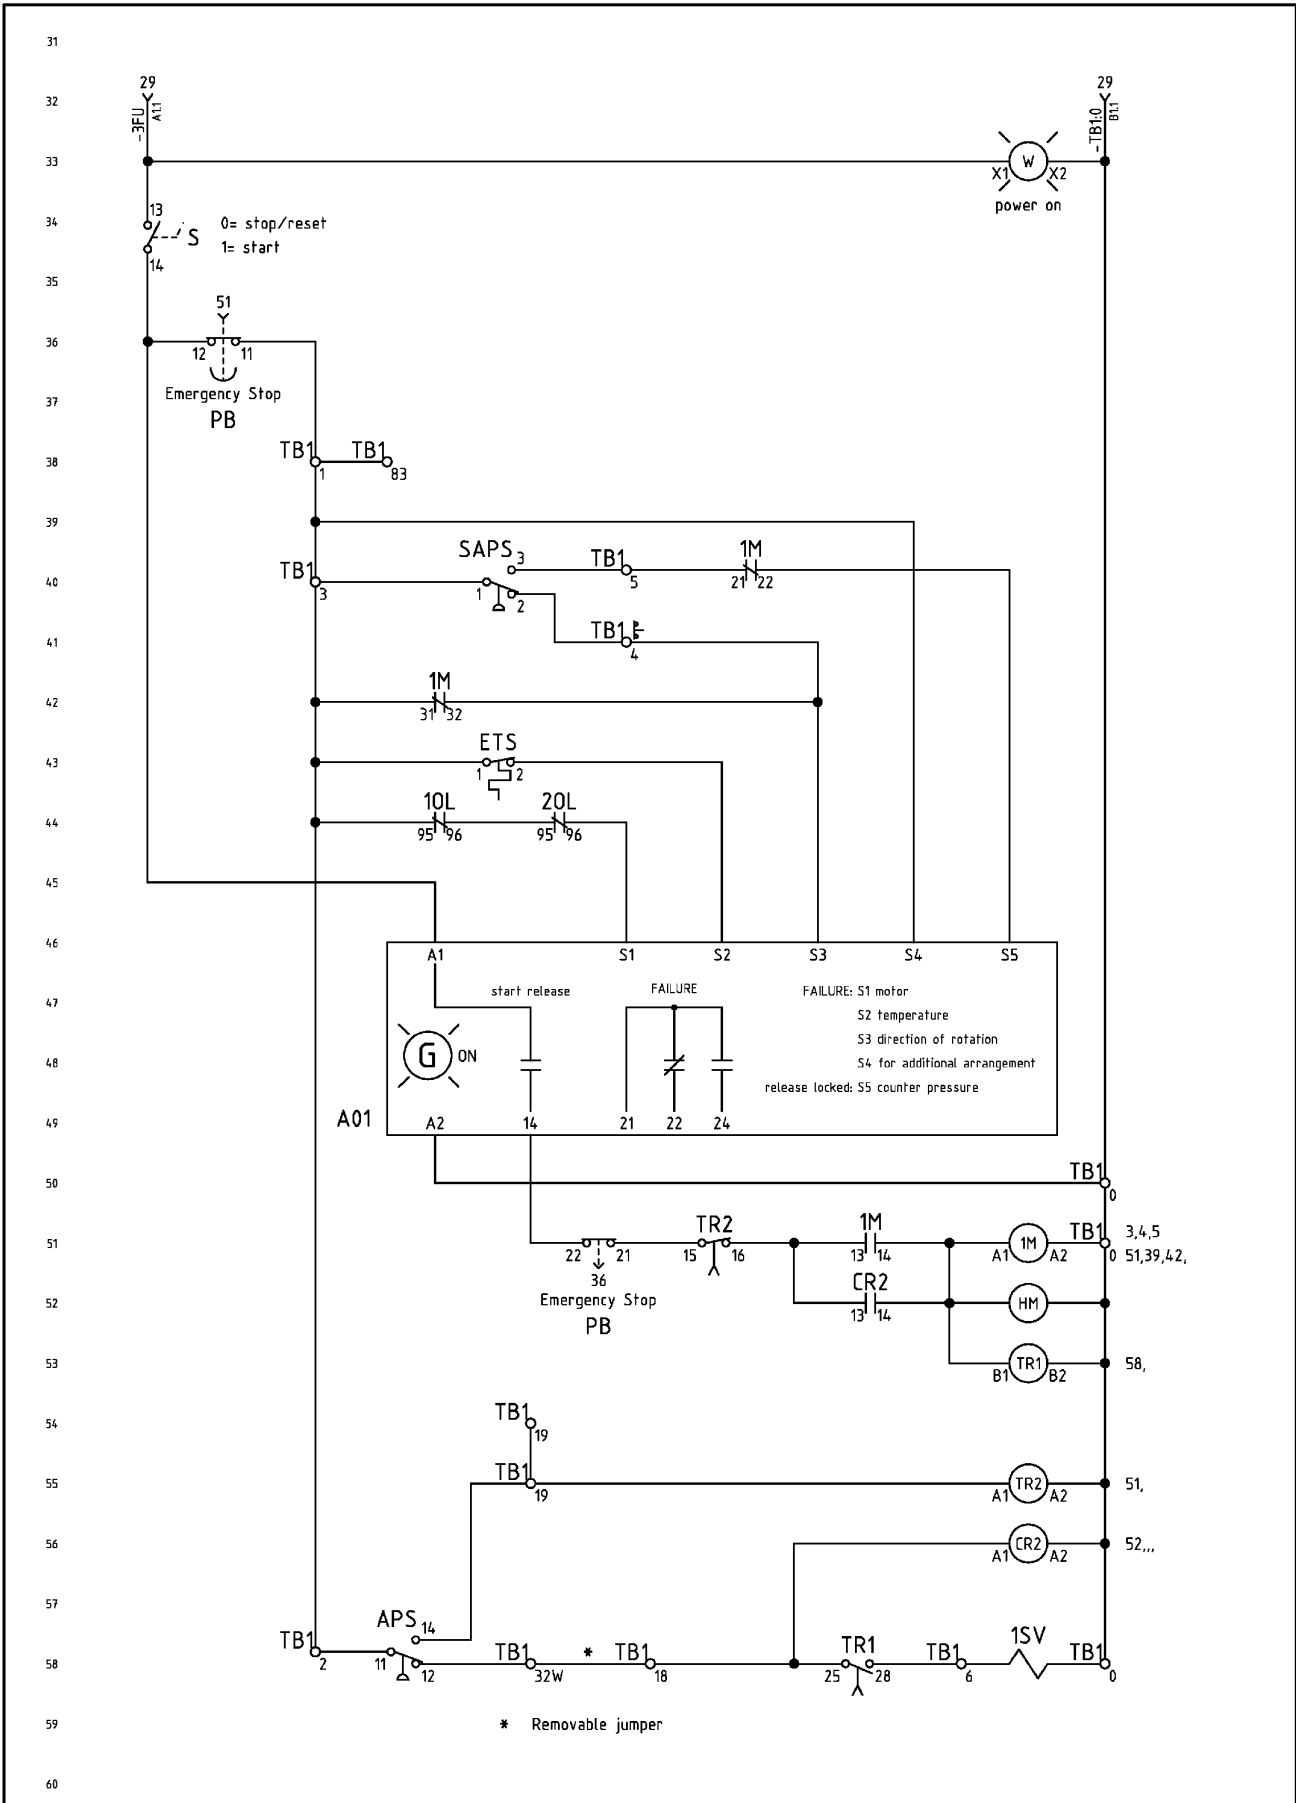 31
29 29
32 -3FU A1.1 -TB1:0 B1.1
33 W X1 X2
power on
34 13 S 0= stop/reset
1= start
14
35
51
36 12 11
Emergency Stop
37 PB
TB1 TB1
38 1 83
39
SAPS 3 TB1 5 1M 21 22
40 TB1 3 1 2
41 TB1 4
1M
42 31 32
ETS
43 1 2
1OL 2OL
44 95 96 95 96
45
46 A1 S1 S2 S3 S4 S5
47 start release FAILURE FAILURE: S1 motor
S2 temperature
S3 direction of rotation
48 G ON S4 for additional arrangement
release locked: S5 counter pressure
49 A01 A2 14 21 22 24
50 TB1 0
TR2 1M 1M TB1 3,4,5
51 22 21 15 16 13 14 A1 A2 0 51,39,42,
36 CR2
52 Emergency Stop 13 14 HM
PB
53 B1 TR1 B2 58,
54 TB1 19
55 TB1 19 A1 TR2 A2 51,
56 A1 CR2 A2 52,,,
57
APS 14
TB1 TB1 * TB1 TR1 TB1 1SV TB1
58 2 11 12 32W 18 25 28 6 0
59 * Removable jumper
60